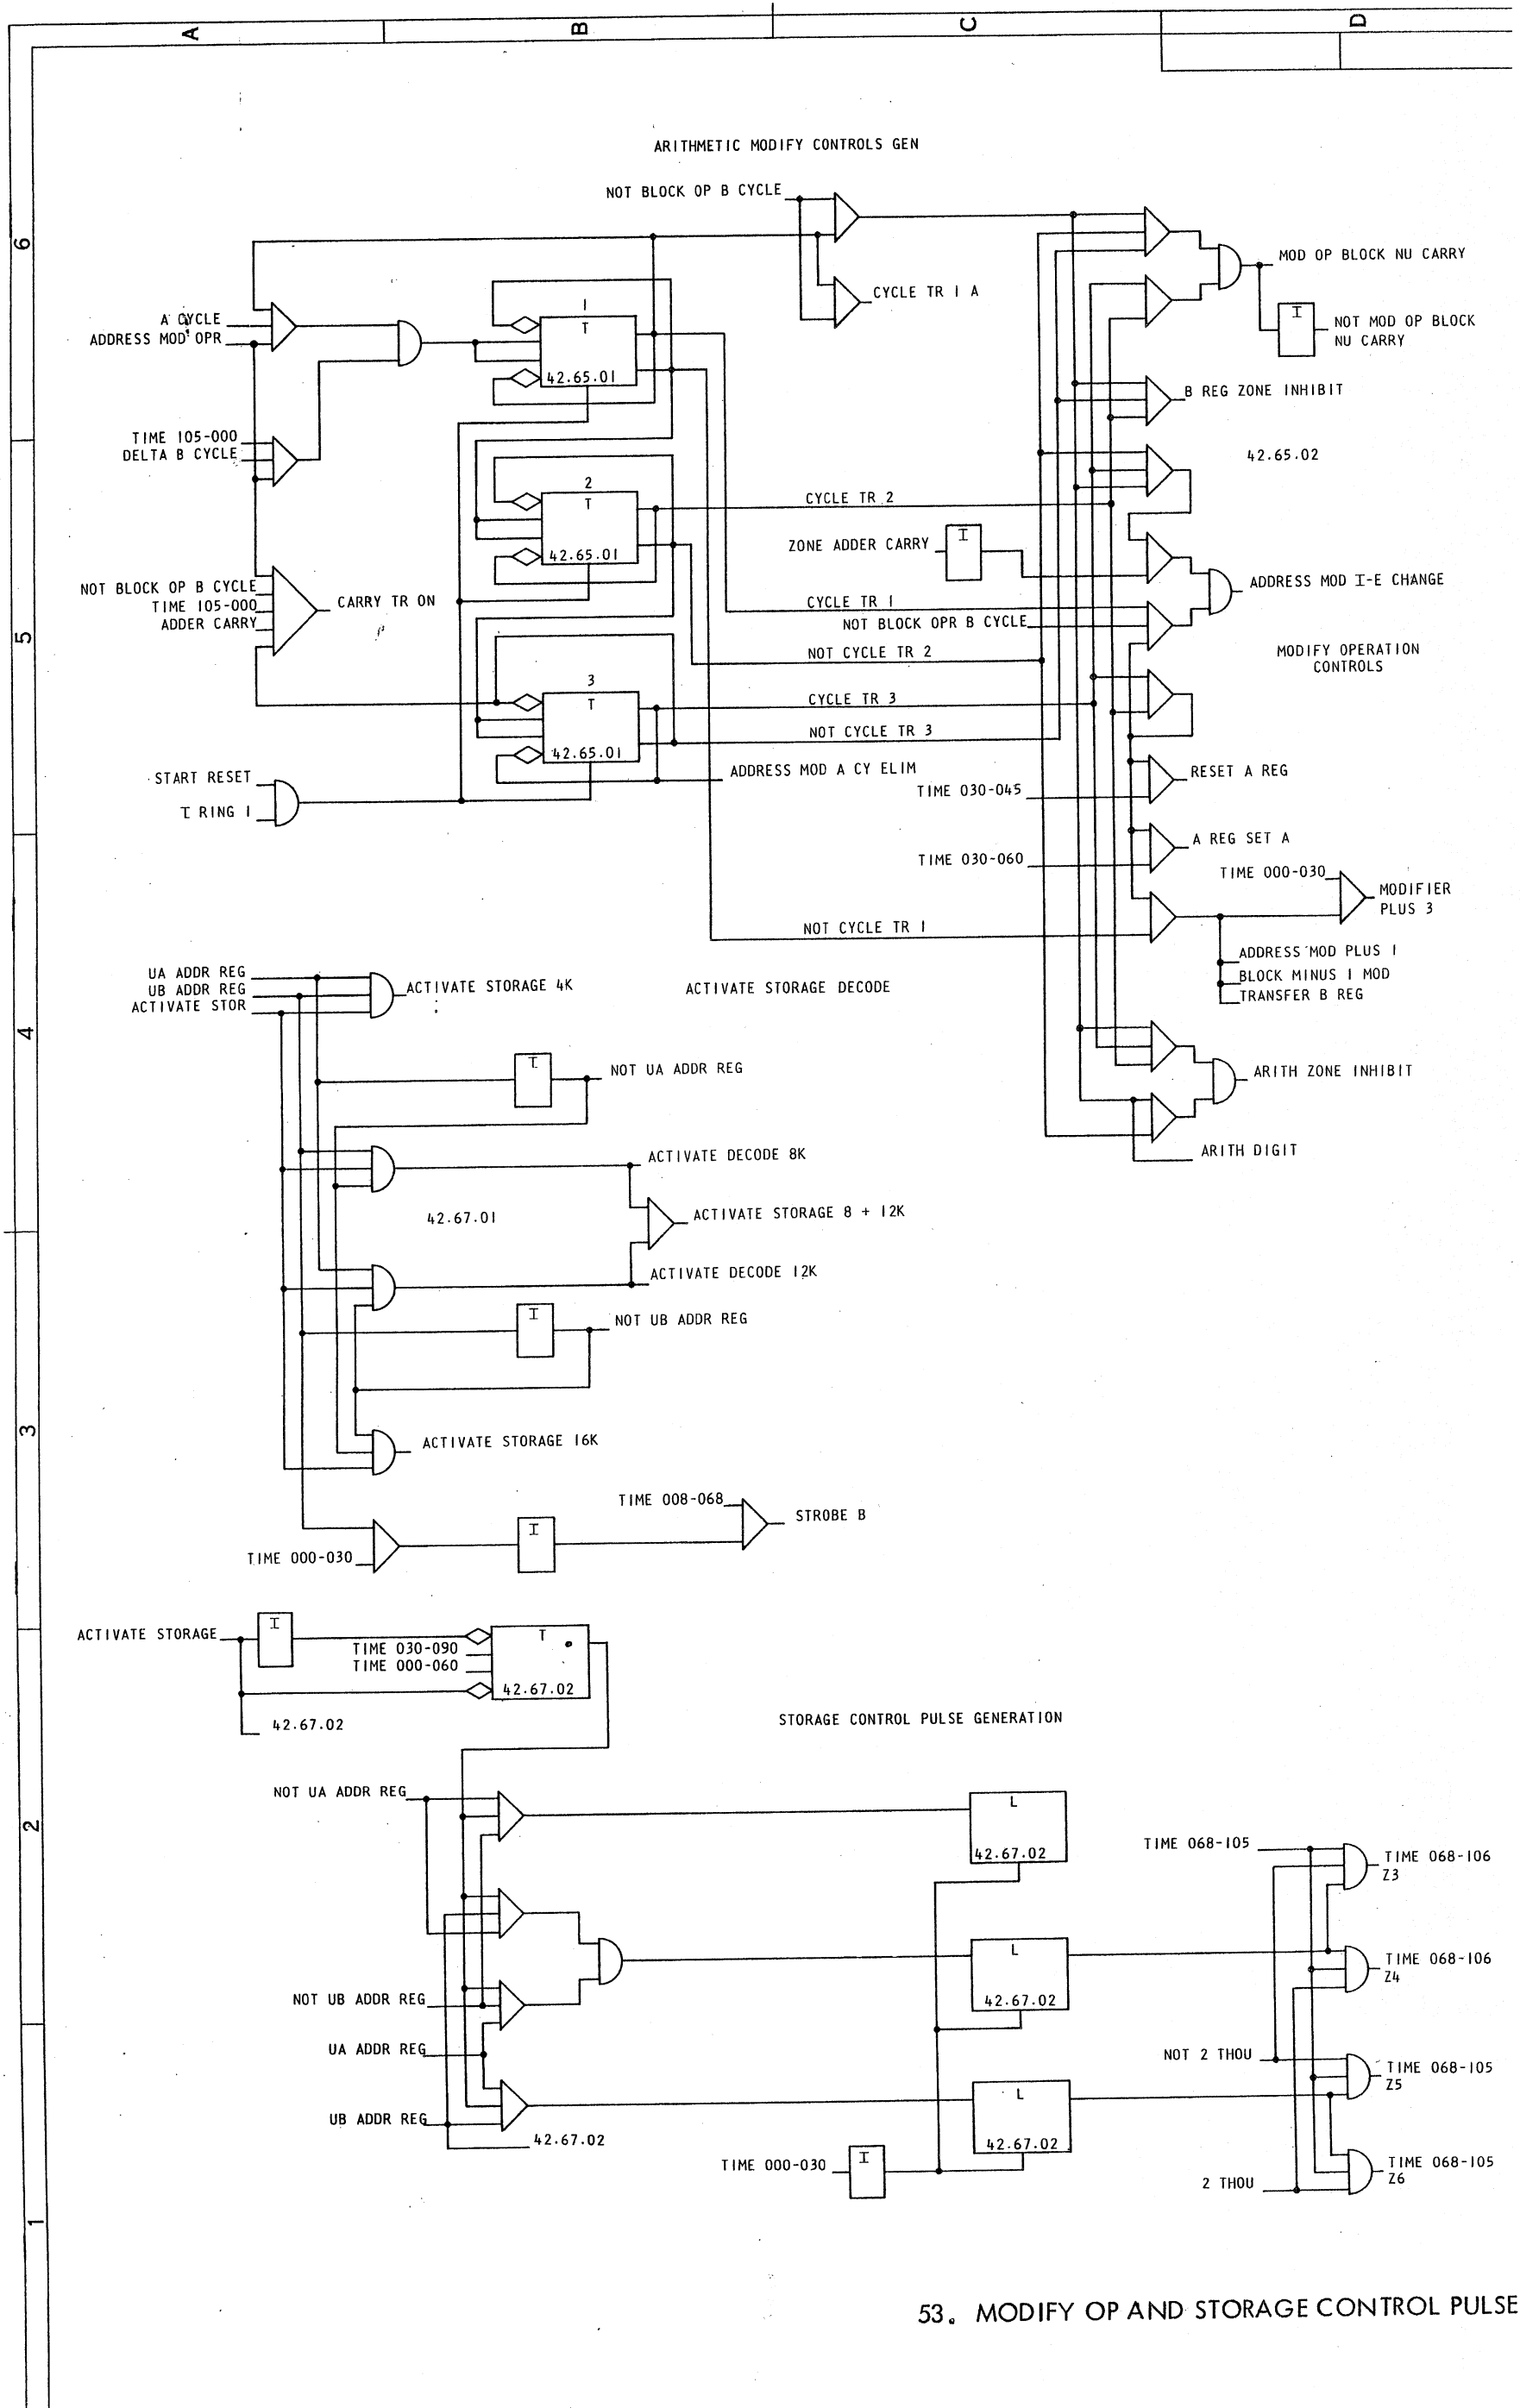 A
B
C
D
6
5
4
3
2
1
ARITHMETIC MODIFY CONTROLS GEN
NOT BLOCK OP B CYCLE
CYCLE TR 1 A
MOD OP BLOCK NU CARRY
I
NOT MOD OP BLOCK
NU CARRY
A CYCLE
ADDRESS MOD OPR
1
T
42.65.01
B REG ZONE INHIBIT
TIME 105-000
DELTA B CYCLE
42.65.02
2
T
42.65.01
CYCLE TR 2
ZONE ADDER CARRY
I
ADDRESS MOD I-E CHANGE
NOT BLOCK OP B CYCLE
TIME 105-000
ADDER CARRY
CARRY TR ON
CYCLE TR 1
NOT BLOCK OPR B CYCLE
NOT CYCLE TR 2
MODIFY OPERATION
CONTROLS
3
T
42.65.01
CYCLE TR 3
NOT CYCLE TR 3
ADDRESS MOD A CY ELIM
START RESET
I RING 1
TIME 030-045
RESET A REG
TIME 030-060
A REG SET A
TIME 000-030
MODIFIER
PLUS 3
NOT CYCLE TR 1
ADDRESS MOD PLUS 1
BLOCK MINUS 1 MOD
TRANSFER B REG
UA ADDR REG
UB ADDR REG
ACTIVATE STOR
ACTIVATE STORAGE 4K
ACTIVATE STORAGE DECODE
I
NOT UA ADDR REG
ARITH ZONE INHIBIT
ARITH DIGIT
ACTIVATE DECODE 8K
42.67.01
ACTIVATE STORAGE 8 + 12K
ACTIVATE DECODE 12K
I
NOT UB ADDR REG
ACTIVATE STORAGE 16K
TIME 008-068
STROBE B
I
TIME 000-030
ACTIVATE STORAGE
I
TIME 030-090
TIME 000-060
T
42.67.02
42.67.02
STORAGE CONTROL PULSE GENERATION
NOT UA ADDR REG
L
42.67.02
TIME 068-105
TIME 068-106
Z3
L
42.67.02
TIME 068-106
Z4
NOT UB ADDR REG
UA ADDR REG
NOT 2 THOU
TIME 068-105
Z5
L
42.67.02
UB ADDR REG
42.67.02
TIME 000-030
I
2 THOU
TIME 068-105
Z6
53. MODIFY OP AND STORAGE CONTROL PULSE